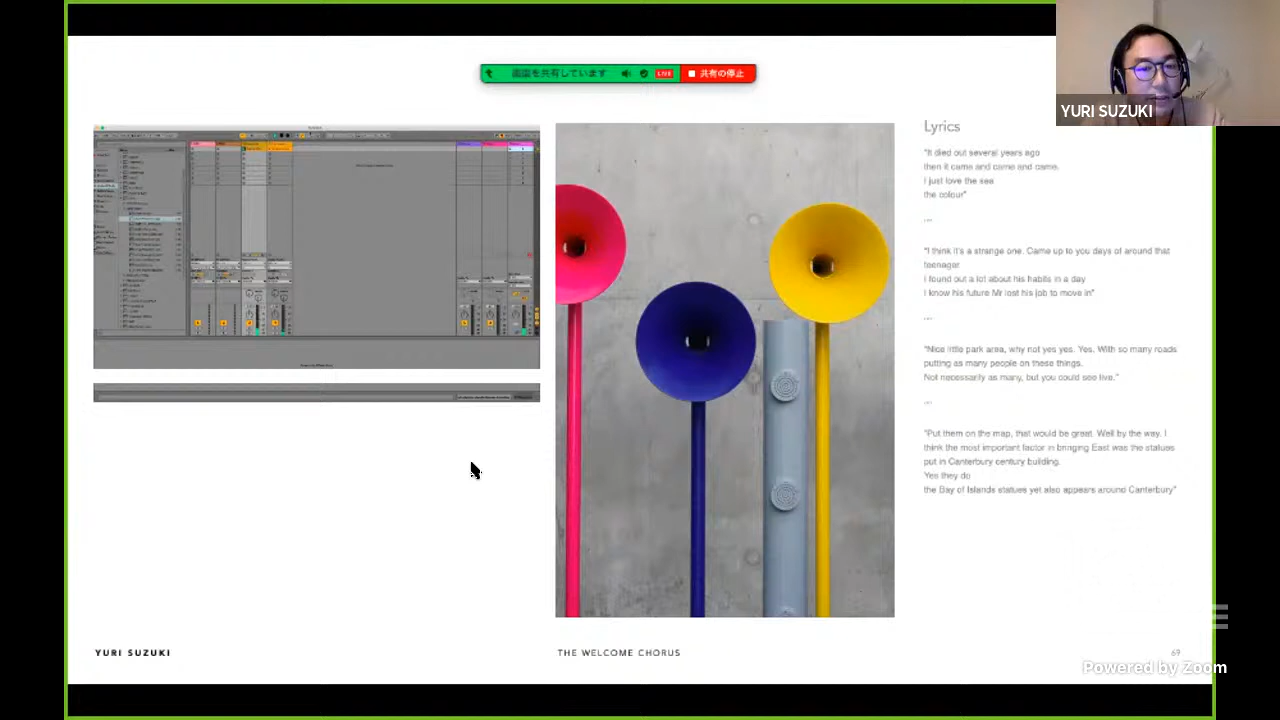 画面を共有しています
LIVE
共有の停止
YURI SUZUKI
Lyrics
"It died out several years ago
then it came and came and came.
I just love the sea
the colour"
...
"I think it's a strange one. Came up to you days of around that
teenager
I found out a lot about his habits in a day
I know his future Mr lost his job to move in"
...
"Nice little park area, why not yes yes. Yes. With so many roads
putting as many people on these things.
Not necessarily as many, but you could see live."
...
"Put them on the map, that would be great. Well by the way. I
think the most important factor in bringing East was the statues
put in Canterbury century building.
Yes they do
the Bay of Islands statues yet also appears around Canterbury"
YURI SUZUKI
THE WELCOME CHORUS
69
Powered by Zoom